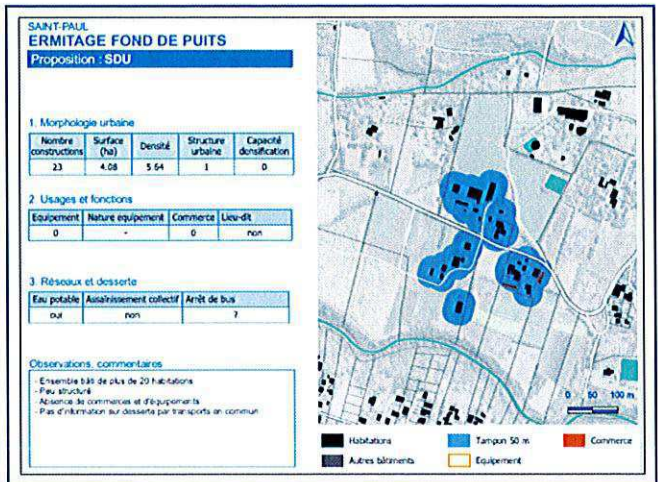 SAINT-PAUL
ERMITAGE FOND DE PUITS
Proposition : SDU
1. Morphologie urbaine
Nombre constructions Surface (ha) Densité Structure urbaine Capacité densification
23 4.08 5.64 1 0
2. Usages et fonctions
Equipement Nature equipement Commerce Lieu-dit
0 - 0 non
3. Réseaux et desserte
Eau potable Assainissement collectif Arrêt de bus
oui non ?
Observations, commentaires
- Ensemble bâti de plus de 20 habitations
- Peu structuré
- Absence de commerces et d'équipements
- Pas d'information sur desserte par transports en commun
0 50 100 m
Habitations Tampon 50 m Commerce
Autres bâtiments Equipement